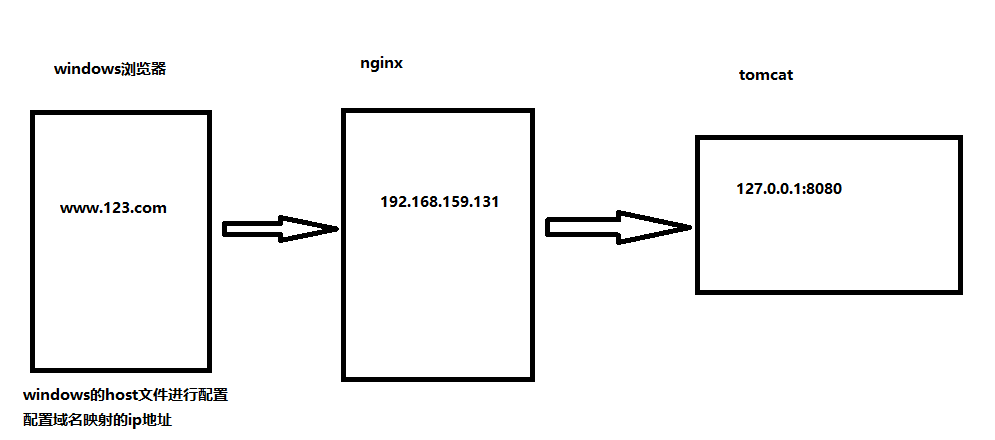 windows浏览器
nginx
tomcat
www.123.com
192.168.159.131
127.0.0.1:8080
windows的host文件进行配置
配置域名映射的ip地址